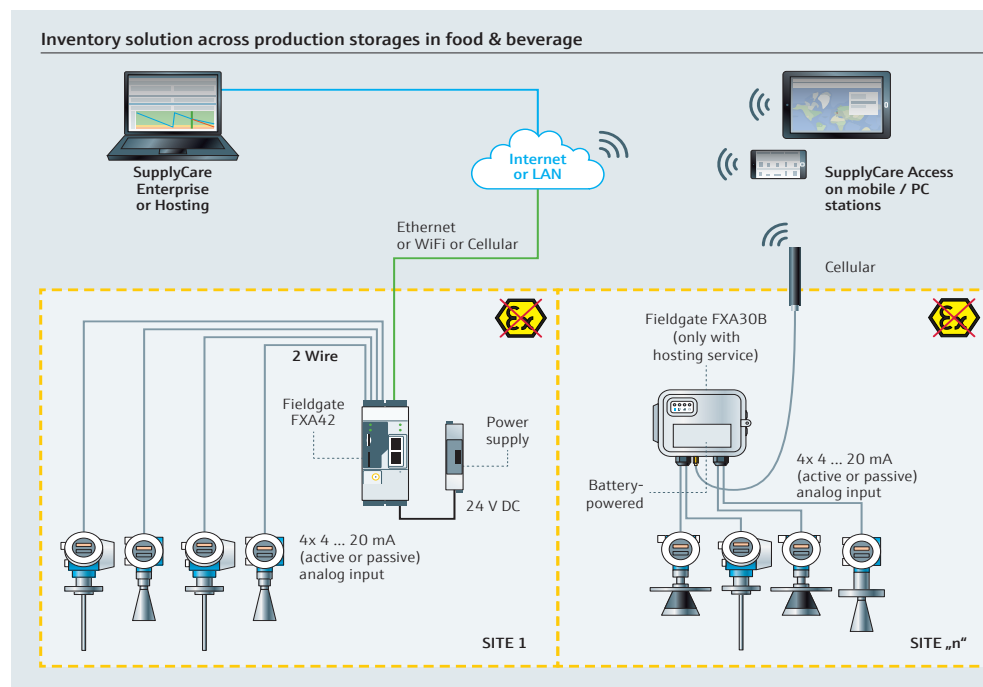 Inventory solution across production storages in food & beverage
SupplyCare
Enterprise
or Hosting
Internet
or LAN
SupplyCare Access
on mobile / PC
stations
Ethernet
or WiFi or Cellular
Cellular
Ex
Ex
2 Wire
Fieldgate
FXA42
Power
supply
24 V DC
4x 4 ... 20 mA
(active or passive)
analog input
SITE 1
Fieldgate FXA30B
(only with
hosting service)
Battery-
powered
4x 4 ... 20 mA
(active or passive)
analog input
SITE „n“